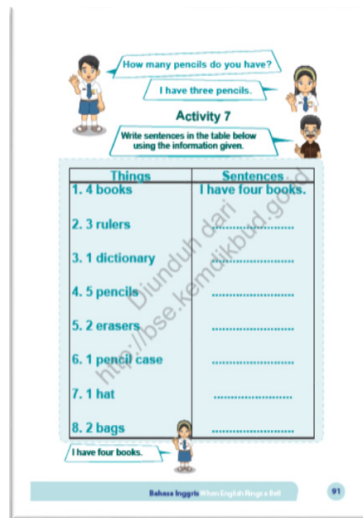 How many pencils do you have?
I have three pencils.
Activity 7
Write sentences in the table below
using the information given.
Things Sentences
1. 4 books I have four books.
2. 3 rulers ........................
3. 1 dictionary ........................
4. 5 pencils ........................
5. 2 erasers ........................
6. 1 pencil case ........................
7. 1 hat ........................
8. 2 bags ........................
I have four books.
Diunduh dari
http://bse.kemdikbud.go.id
Bahasa Inggris When English Rings a Bell
91